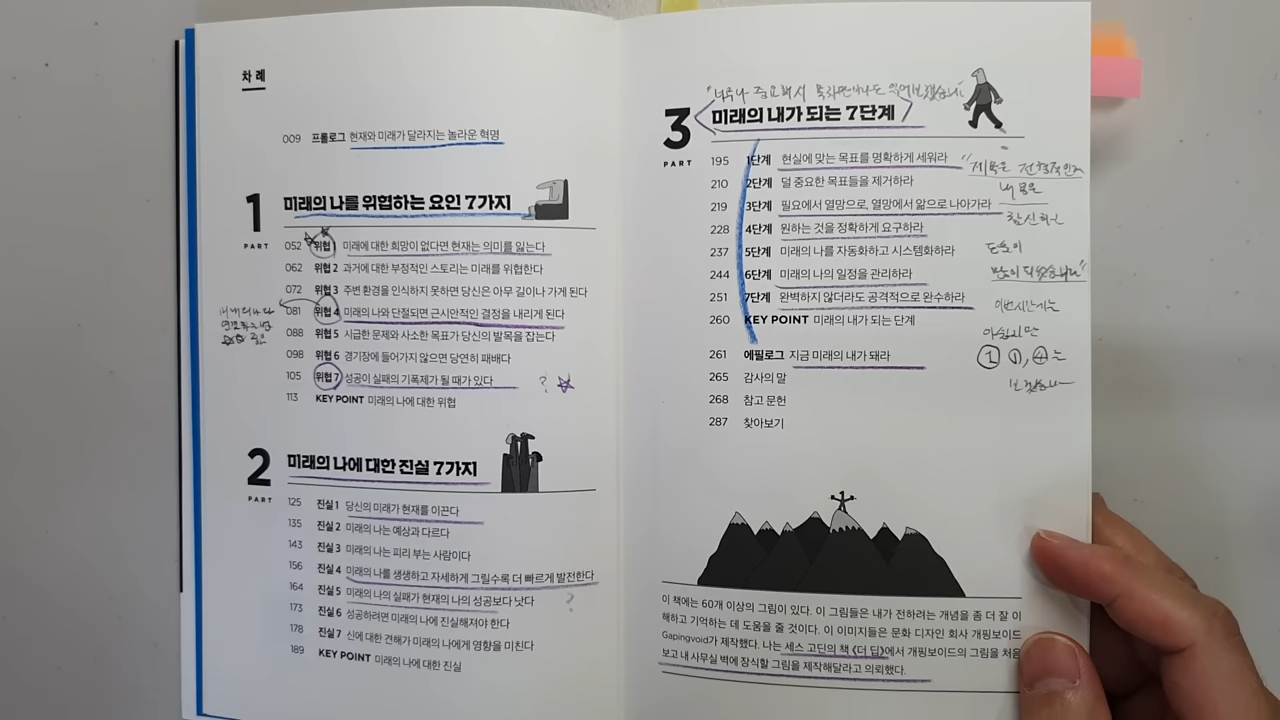 차례
009 프롤로그 현재와 미래가 달라지는 놀라운 혁명
1 PART 미래의 나를 위협하는 요인 7가지
052 위협 1 미래에 대한 희망이 없다면 현재는 의미를 잃는다
062 위협 2 과거에 대한 부정적인 스토리는 미래를 위협한다
072 위협 3 주변 환경을 인식하지 못하면 당신은 아무 길이나 가게 된다
081 위협 4 미래의 나와 단절되면 근시안적인 결정을 내리게 된다
088 위협 5 시급한 문제와 사소한 목표가 당신의 발목을 잡는다
098 위협 6 경기장에 들어가지 않으면 당연히 패배다
105 위협 7 성공이 실패의 기폭제가 될 때가 있다 ?
113 KEY POINT 미래의 나에 대한 위협
2 PART 미래의 나에 대한 진실 7가지
125 진실 1 당신의 미래가 현재를 이끈다
135 진실 2 미래의 나는 예상과 다르다
143 진실 3 미래의 나는 피리 부는 사람이다
156 진실 4 미래의 나를 생생하고 자세하게 그릴수록 더 빠르게 발전한다
164 진실 5 미래의 나의 실패가 현재의 나의 성공보다 낫다 ?
173 진실 6 성공하려면 미래의 나에 진실해져야 한다
178 진실 7 신에 대한 견해가 미래의 나에게 영향을 미친다
189 KEY POINT 미래의 나에 대한 진실
3 PART 미래의 내가 되는 7단계
195 1단계 현실에 맞는 목표를 명확하게 세워라
210 2단계 덜 중요한 목표들을 제거하라
219 3단계 필요에서 열망으로, 열망에서 앎으로 나아가라
228 4단계 원하는 것을 정확하게 요구하라
237 5단계 미래의 나를 자동화하고 시스템화하라
244 6단계 미래의 나의 일정을 관리하라
251 7단계 완벽하지 않더라도 공격적으로 완수하라
260 KEY POINT 미래의 내가 되는 단계
261 에필로그 지금 미래의 내가 돼라
265 감사의 말
268 참고 문헌
287 찾아보기
"제목은 전형적인데
내용은
참신하고
도움이
많이 되었습니다"
이번시간에는
아쉽지만
이 책에는 60개 이상의 그림이 있다. 이 그림들은 내가 전하려는 개념을 좀 더 잘 이
해하고 기억하는 데 도움을 줄 것이다. 이 이미지들은 문화 디자인 회사 개핑보이드
Gapingvoid가 제작했다. 나는 세스 고딘의 책 《더 딥》에서 개핑보이드의 그림을 처음
보고 내 사무실 벽에 장식할 그림을 제작해달라고 의뢰했다.